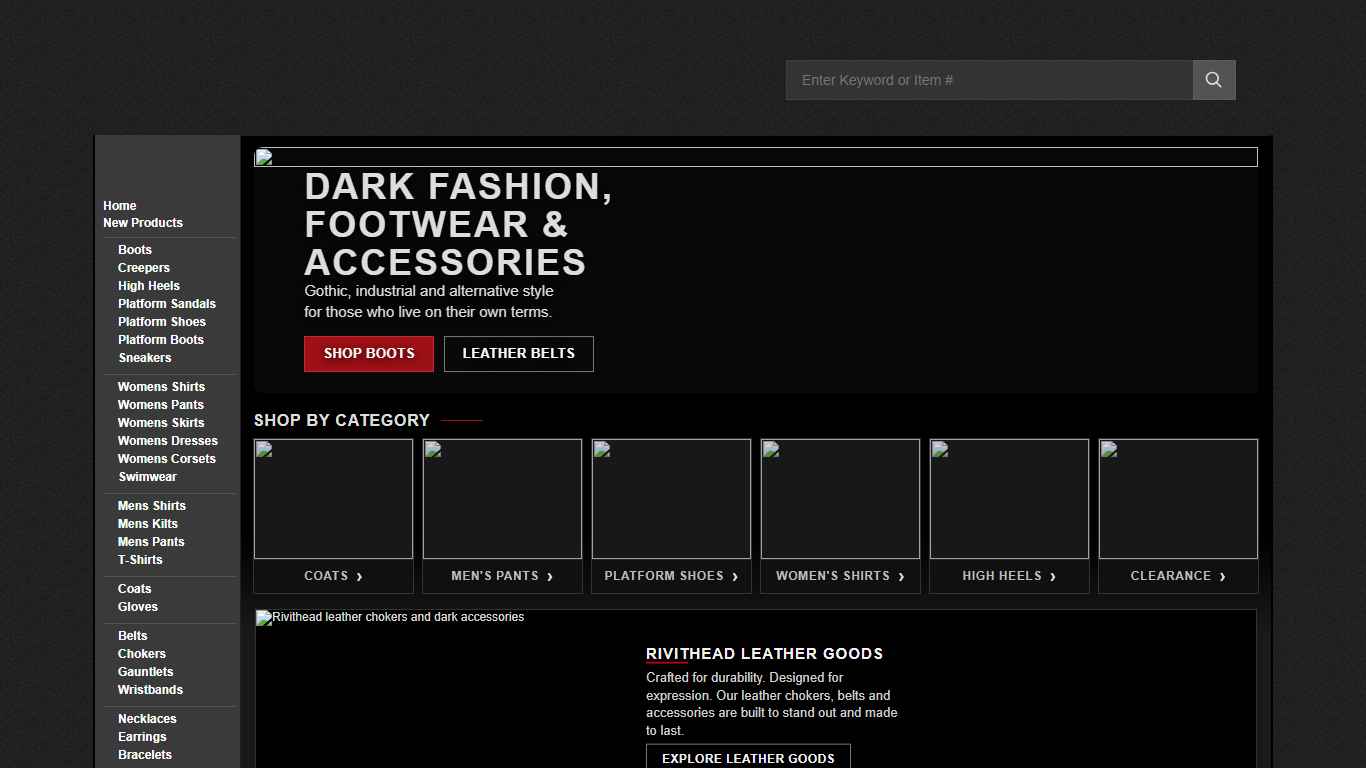 Enter Keyword or Item #
Home
New Products
Boots
Creepers
High Heels
Platform Sandals
Platform Shoes
Platform Boots
Sneakers
Womens Shirts
Womens Pants
Womens Skirts
Womens Dresses
Womens Corsets
Swimwear
Mens Shirts
Mens Kilts
Mens Pants
T-Shirts
Coats
Gloves
Belts
Chokers
Gauntlets
Wristbands
Necklaces
Earrings
Bracelets
DARK FASHION,
FOOTWEAR &
ACCESSORIES
Gothic, industrial and alternative style
for those who live on their own terms.
SHOP BOOTS
LEATHER BELTS
SHOP BY CATEGORY
COATS ›
MEN'S PANTS ›
PLATFORM SHOES ›
WOMEN'S SHIRTS ›
HIGH HEELS ›
CLEARANCE ›
Rivithead leather chokers and dark accessories
RIVITHEAD LEATHER GOODS
Crafted for durability. Designed for
expression. Our leather chokers, belts and
accessories are built to stand out and made
to last.
EXPLORE LEATHER GOODS